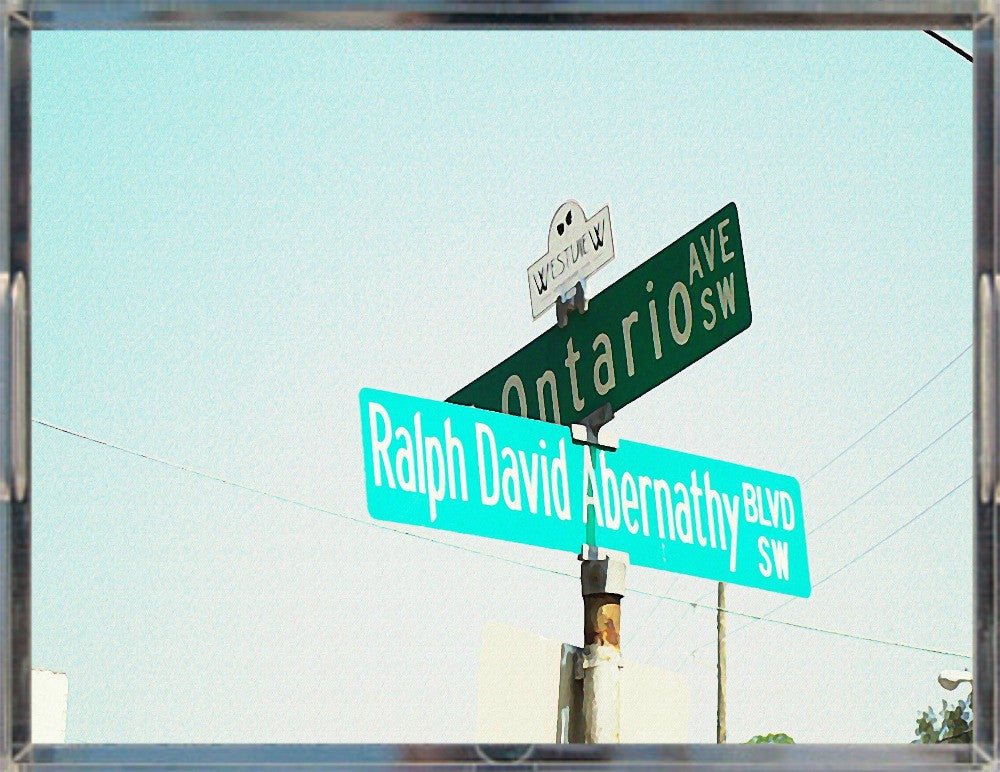 WESTVIEW
Ontario AVE
SW
Ralph David Abernathy BLVD
SW